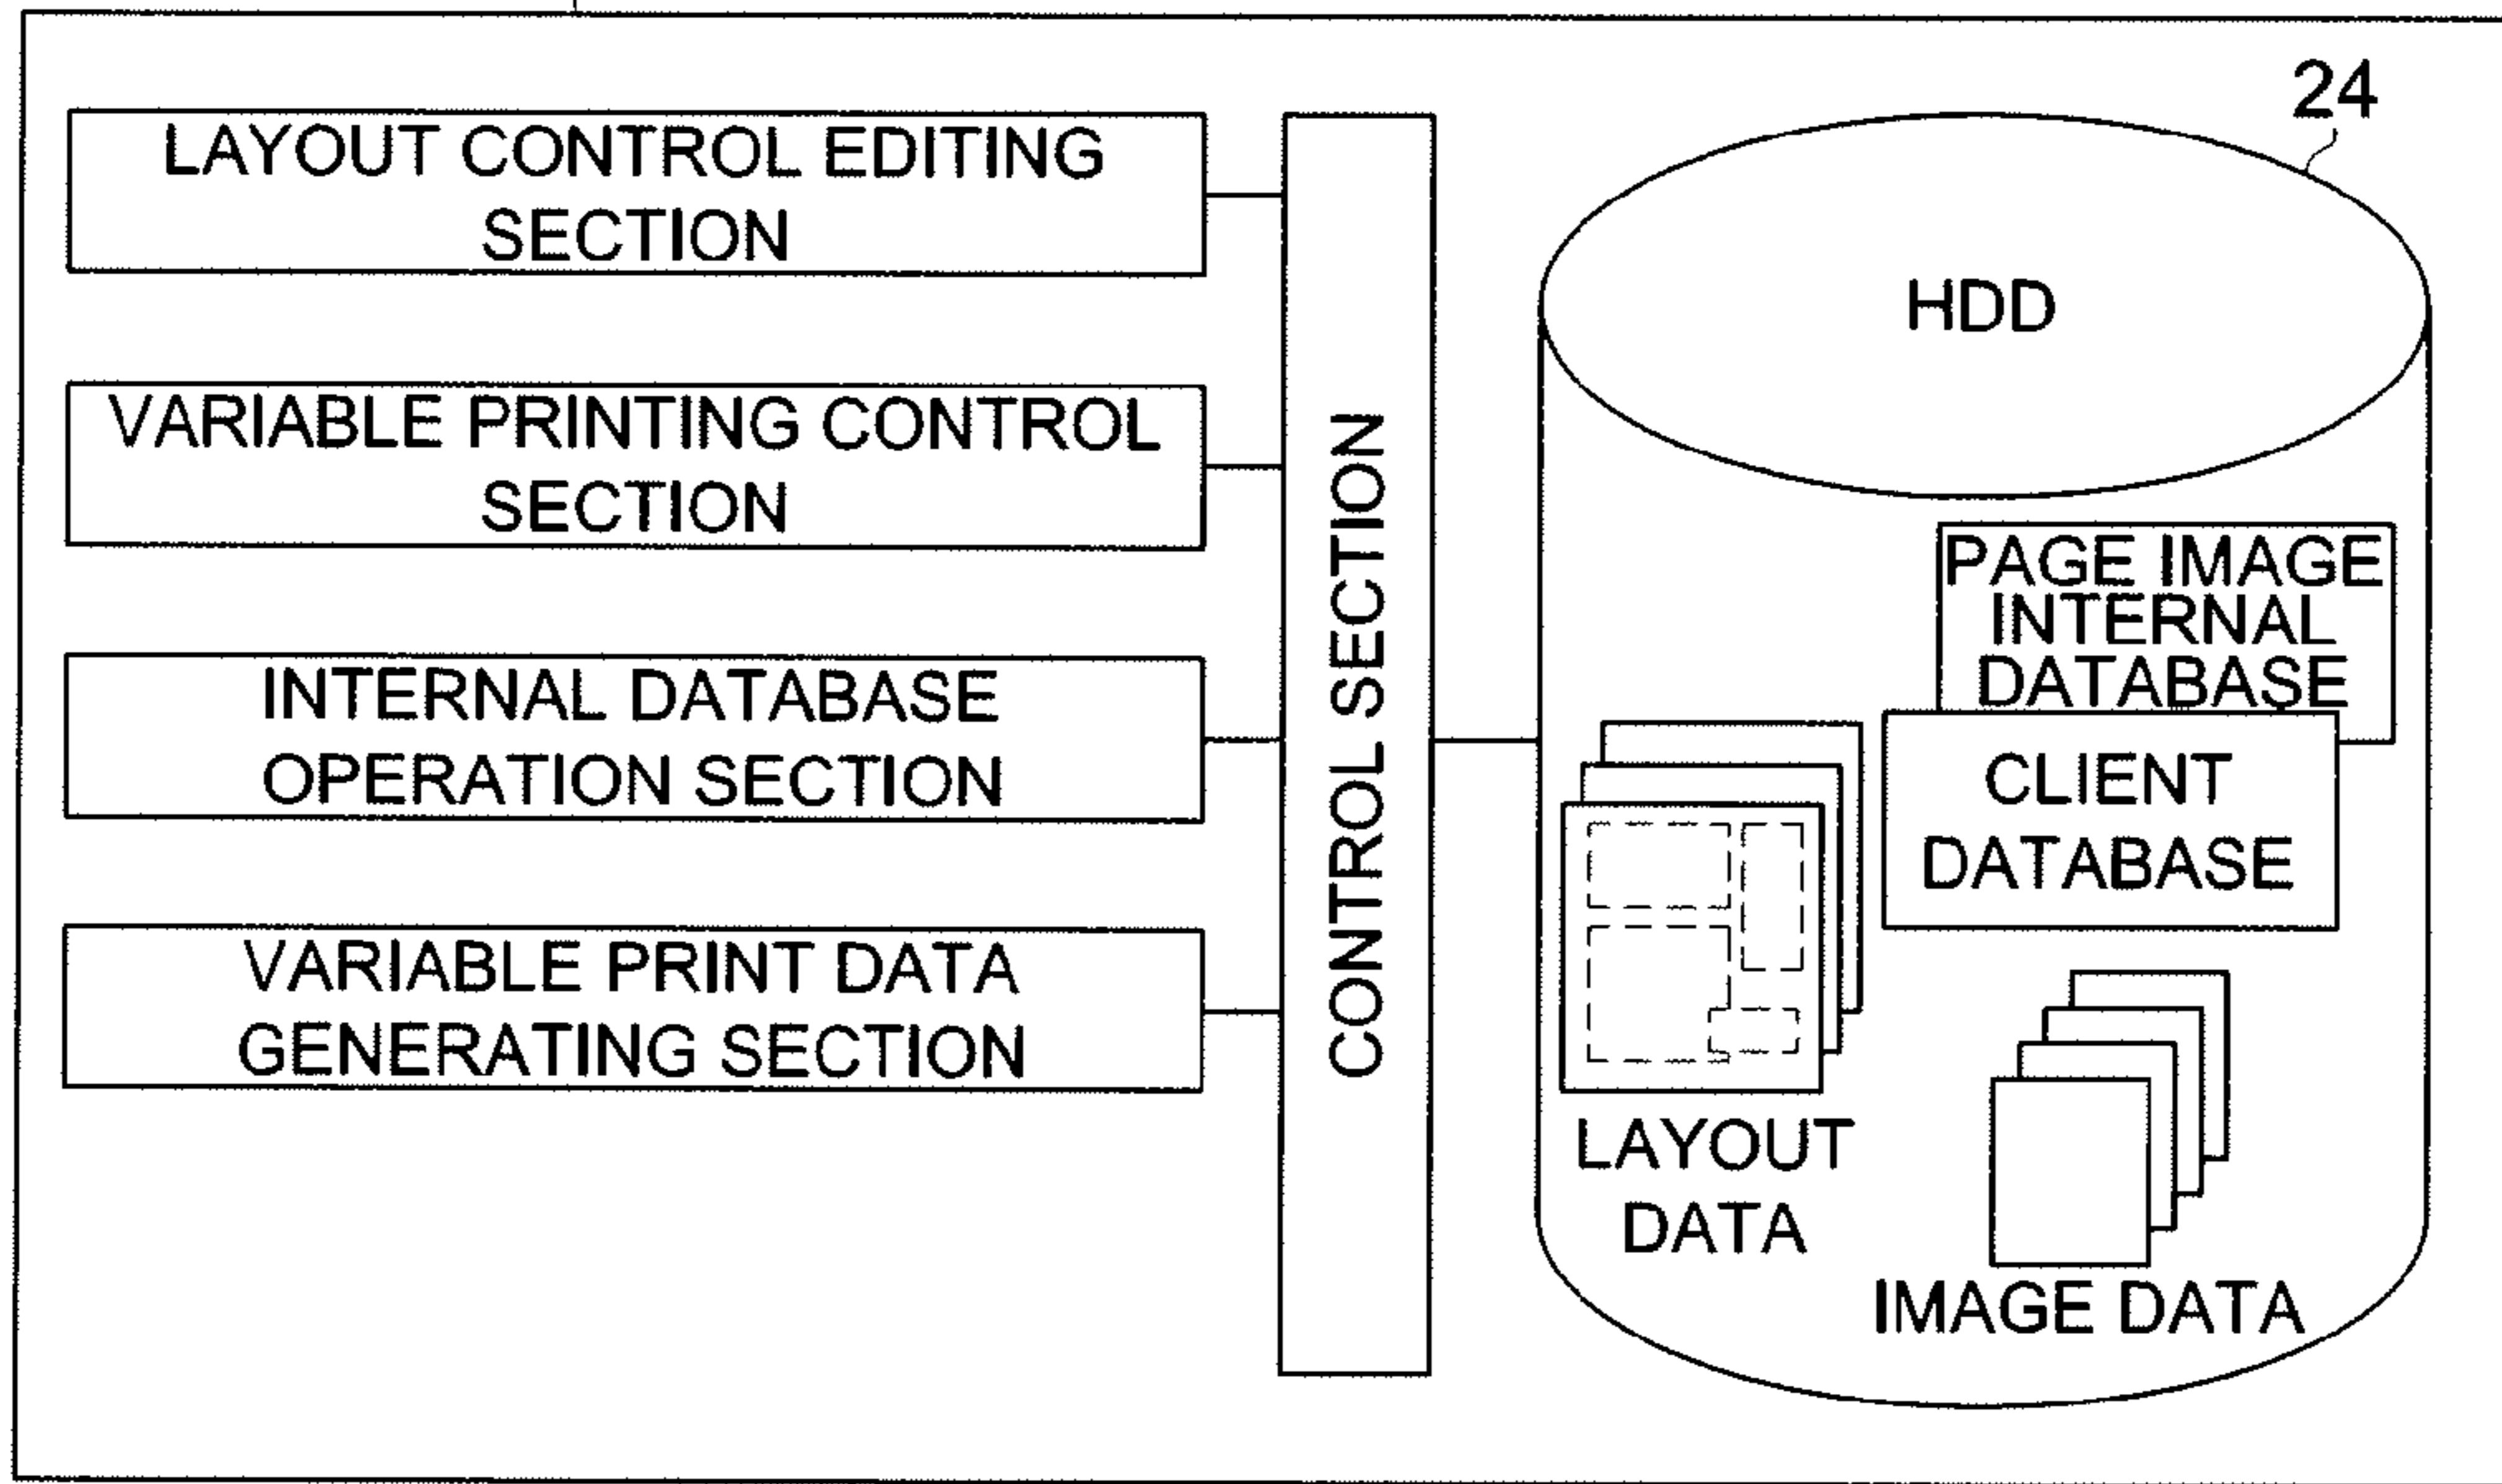 LAYOUT CONTROL EDITING
SECTION
VARIABLE PRINTING CONTROL
SECTION
INTERNAL DATABASE
OPERATION SECTION
VARIABLE PRINT DATA
GENERATING SECTION
CONTROL SECTION
24
HDD
PAGE IMAGE
INTERNAL
DATABASE
CLIENT
DATABASE
LAYOUT
DATA
IMAGE DATA